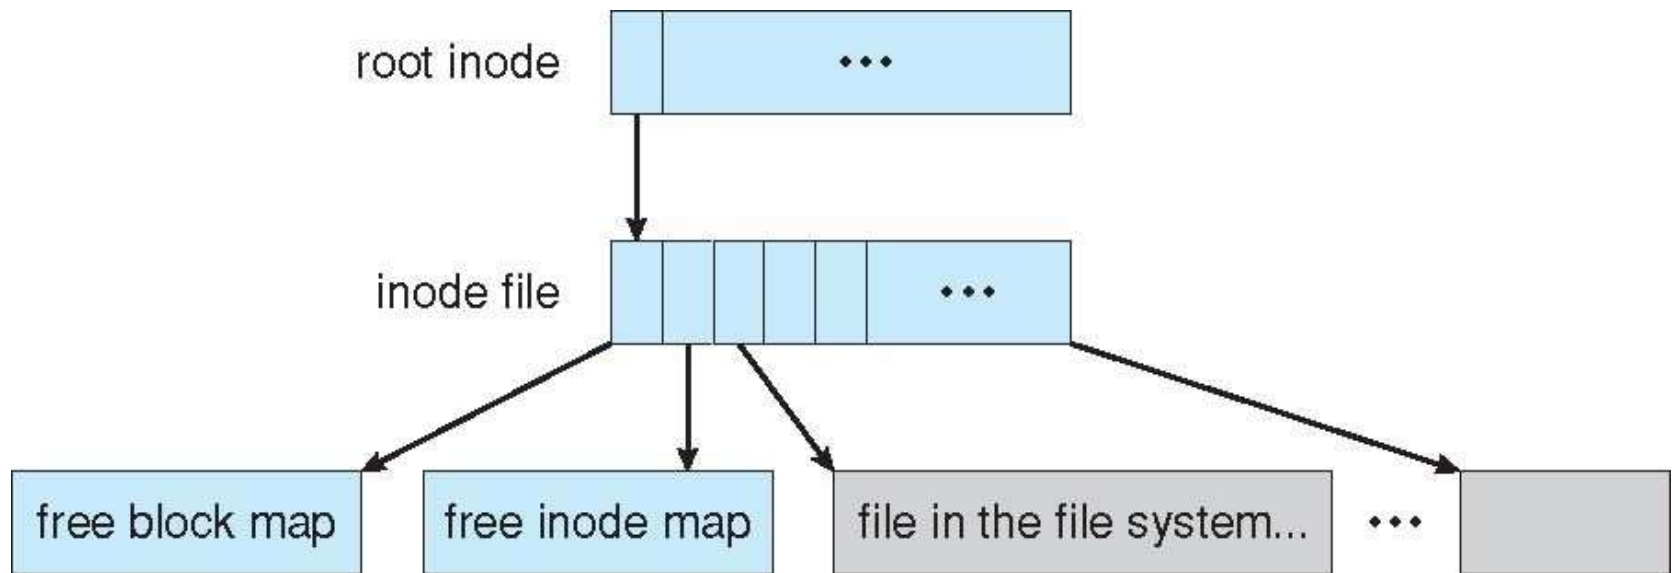 root inode
...
inode file
...
free block map
free inode map
file in the file system...
...